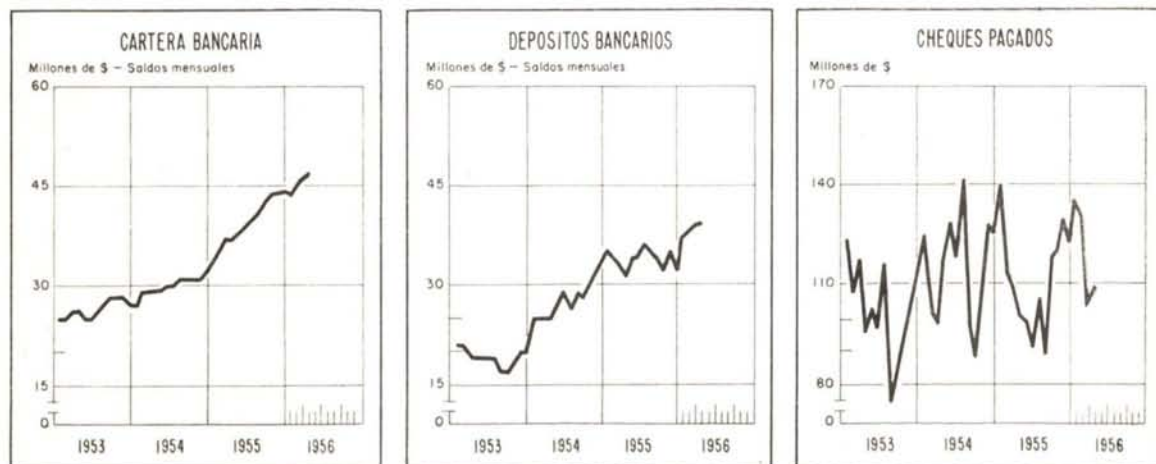 CARTERA BANCARIA
Millones de $ – Saldos mensuales
60
45
30
15
0
1953 1954 1955 1956
DEPOSITOS BANCARIOS
Millones de $ – Saldos mensuales
60
45
30
15
0
1953 1954 1955 1956
CHEQUES PAGADOS
Millones de $
170
140
110
80
0
1953 1954 1955 1956